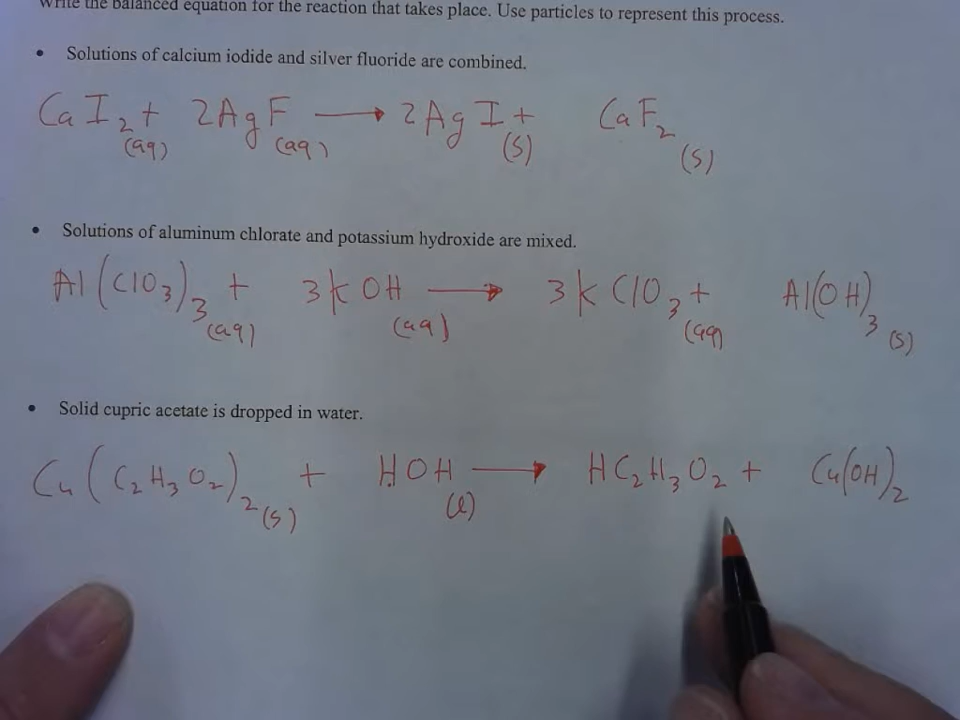 Write the balanced equation for the reaction that takes place. Use particles to represent this process.
• Solutions of calcium iodide and silver fluoride are combined.
CaI₂ + 2AgF ⟶ 2AgI + CaF₂
(aq) (aq) (s) (s)
• Solutions of aluminum chlorate and potassium hydroxide are mixed.
Al(ClO₃)₃ + 3KOH ⟶ 3KClO₃ + Al(OH)₃
(aq) (aq) (aq) (s)
• Solid cupric acetate is dropped in water.
Cu(C₂H₃O₂)₂ + HOH ⟶ HC₂H₃O₂ + Cu(OH)₂
(s) (l)